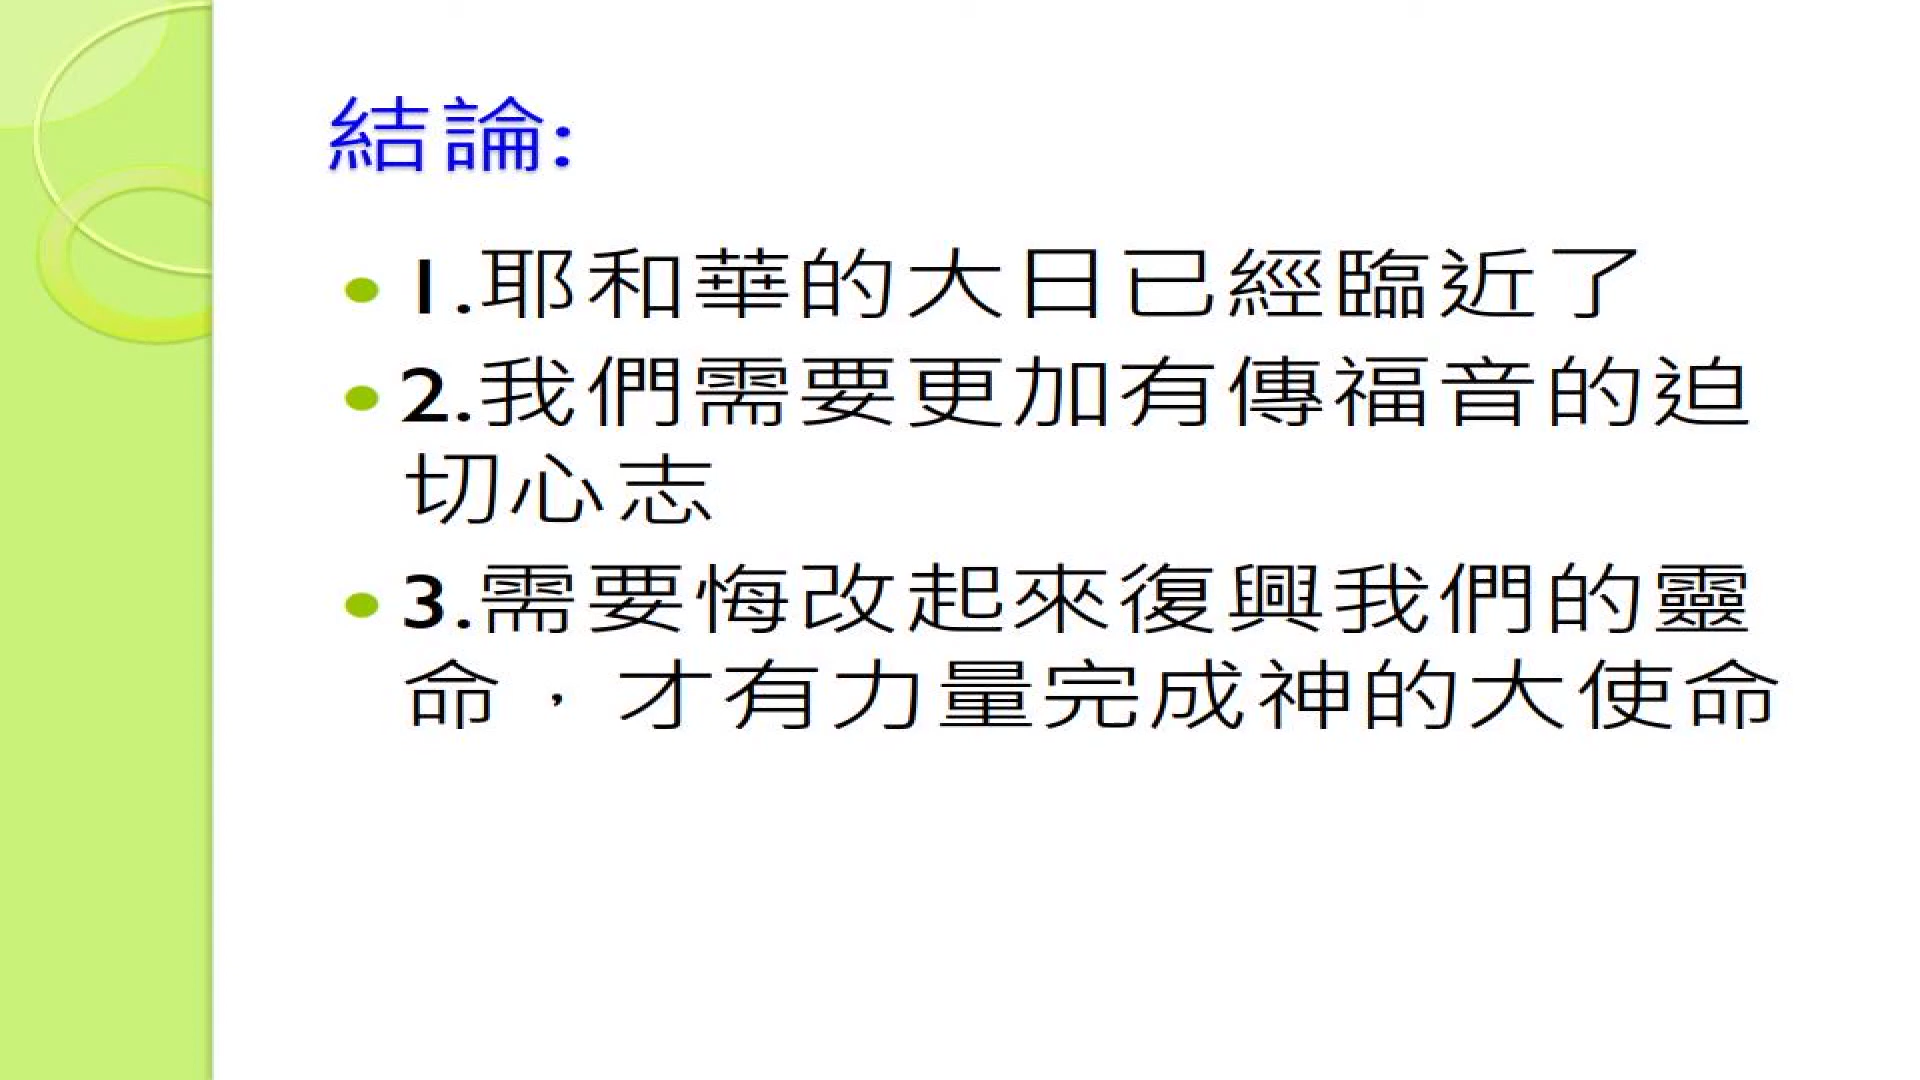 結論:
1.耶和華的大日已經臨近了
2.我們需要更加有傳福音的迫
切心志
3.需要悔改起來復興我們的靈
命，才有力量完成神的大使命